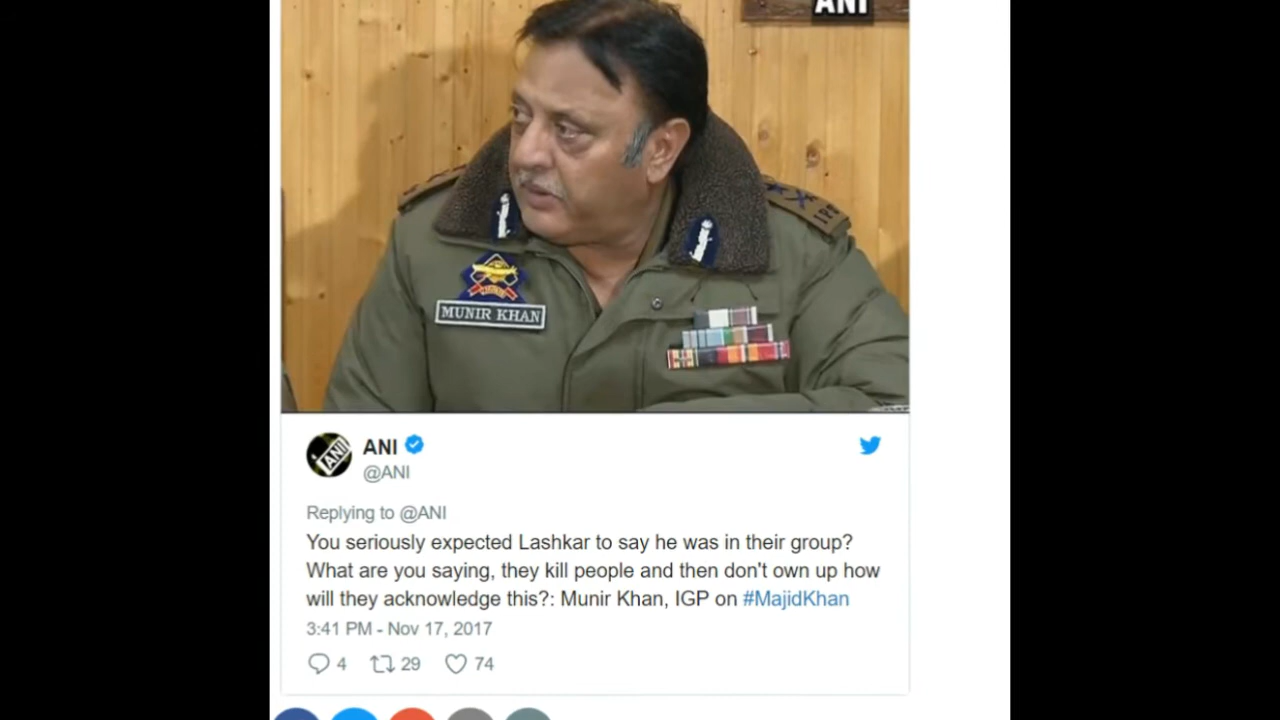 ANI
IPS
MUNIR KHAN
ANI
ANI
@ANI
Replying to @ANI
You seriously expected Lashkar to say he was in their group?
What are you saying, they kill people and then don't own up how
will they acknowledge this?: Munir Khan, IGP on #MajidKhan
3:41 PM - Nov 17, 2017
4 29 74